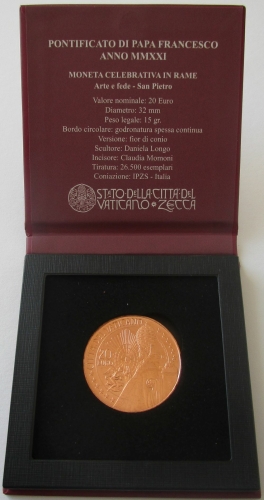 PONTIFICATO DI PAPA FRANCESCO
ANNO MMXXI
MONETA CELEBRATIVA IN RAME
Arte e fede - San Pietro
Valore nominale: 20 Euro
Diametro: 32 mm
Peso legale: 15 gr.
Bordo circolare: godronatura spessa continua
Versione: fior di conio
Scultore: Daniela Longo
Incisore: Claudia Momoni
Tiratura: 26.500 esemplari
Coniazione: IPZS - Italia
STATO DELLA CITTÀ DEL
VATICANO ZECCA
20
EURO